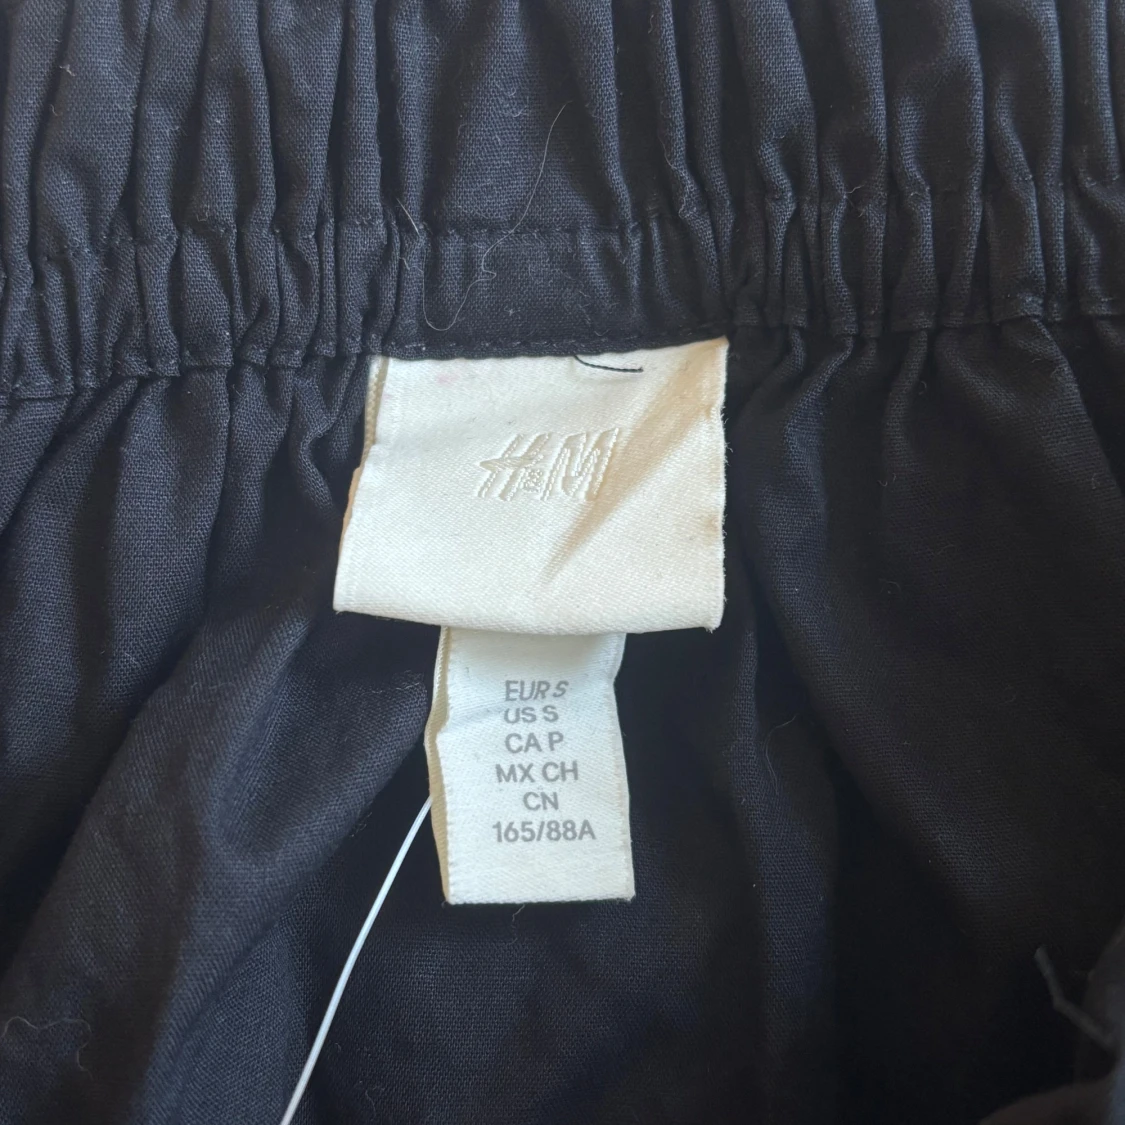 H&M
EUR S
US S
CA P
MX CH
CN
165/88A